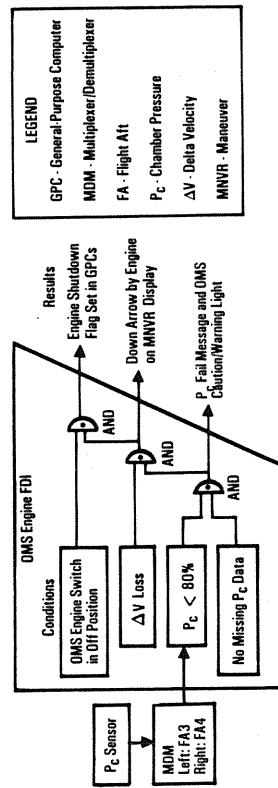 OMS Engine FDI
Conditions
Results
OMS Engine Switch
in Off Position
AND
Engine Shutdown
Flag Set in GPCs
ΔV Loss
AND
Down Arrow by Engine
on MNVR Display
Pc Sensor
Pc < 80%
AND
Pc Fail Message and OMS
Caution/Warning Light
MDM
Left: FA3
Right: FA4
No Missing Pc Data
LEGEND
GPC - General-Purpose Computer
MDM - Multiplexer/Demultiplexer
FA - Flight Aft
Pc - Chamber Pressure
ΔV - Delta Velocity
MNVR - Maneuver